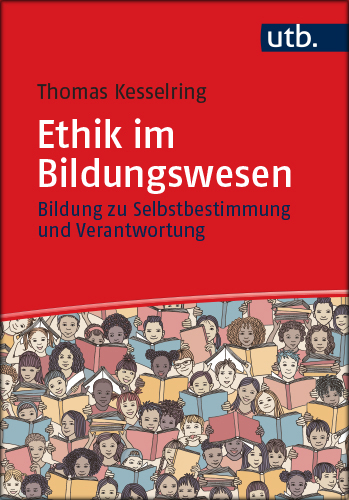 utb.
Thomas Kesselring
Ethik im
Bildungswesen
Bildung zu Selbstbestimmung
und Verantwortung